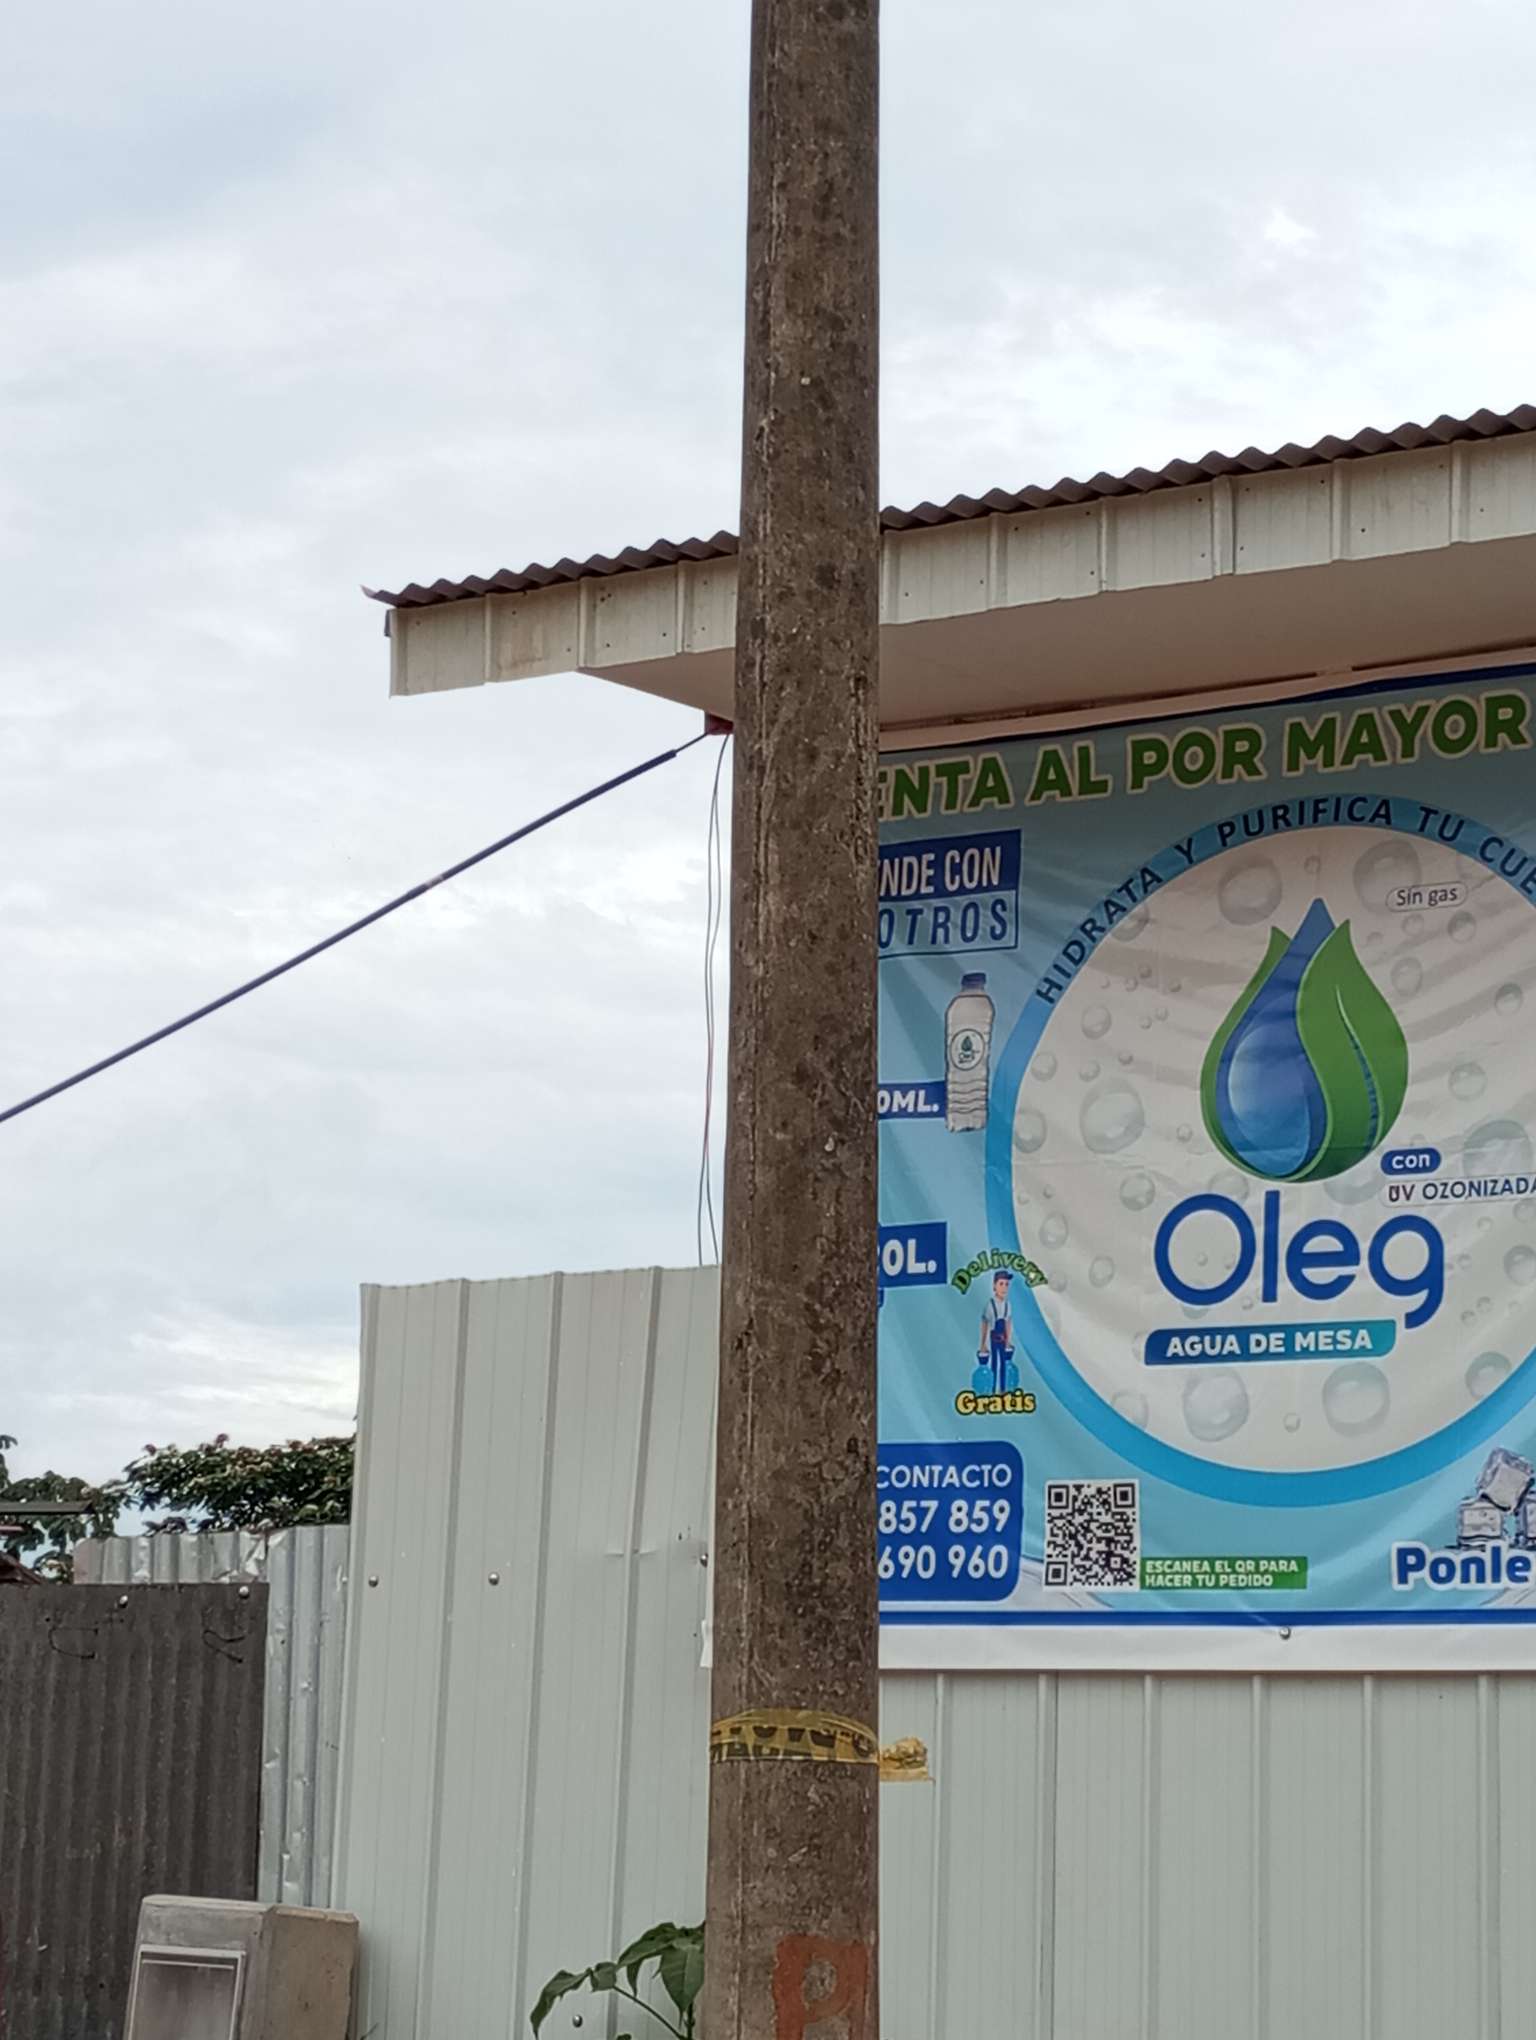 ENTA AL POR MAYOR
HIDRATA Y PURIFICA TU CUE
NDE CON
OTROS
Sin gas
0ML.
con
UV OZONIZADA
Oleg
AGUA DE MESA
0L.
Delivery
Gratis
CONTACTO
857 859
690 960
ESCANEA EL QR PARA
HACER TU PEDIDO
Ponle
P